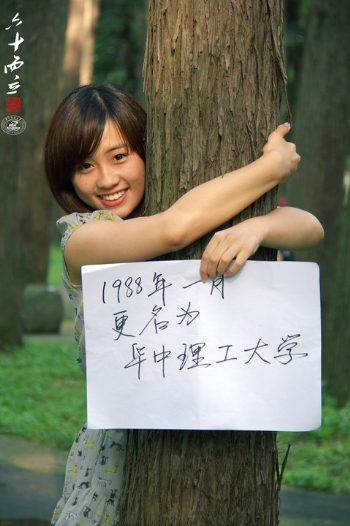 六十而立
1988年一月
更名为
华中理工大学